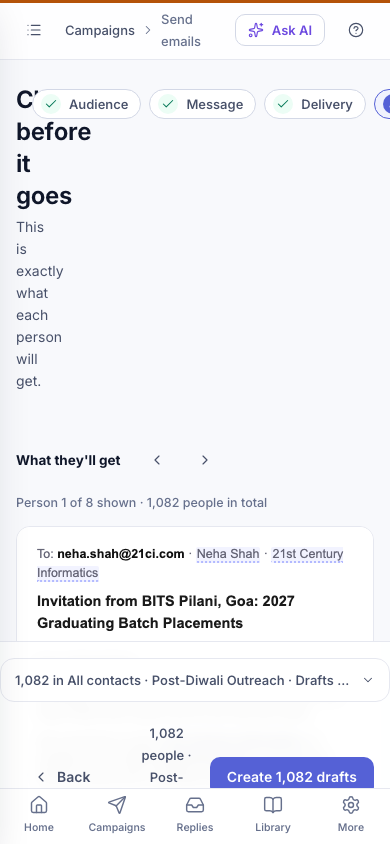 Campaigns
Send
emails
Ask AI
Audience
Message
Delivery
before
it
goes
This
is
exactly
what
each
person
will
get.
What they'll get
Person 1 of 8 shown · 1,082 people in total
To: neha.shah@21ci.com · Neha Shah · 21st Century
Informatics
Invitation from BITS Pilani, Goa: 2027
Graduating Batch Placements
1,082 in All contacts · Post-Diwali Outreach · Drafts ...
1,082
people ·
Post-
Back
Create 1,082 drafts
Home
Campaigns
Replies
Library
More